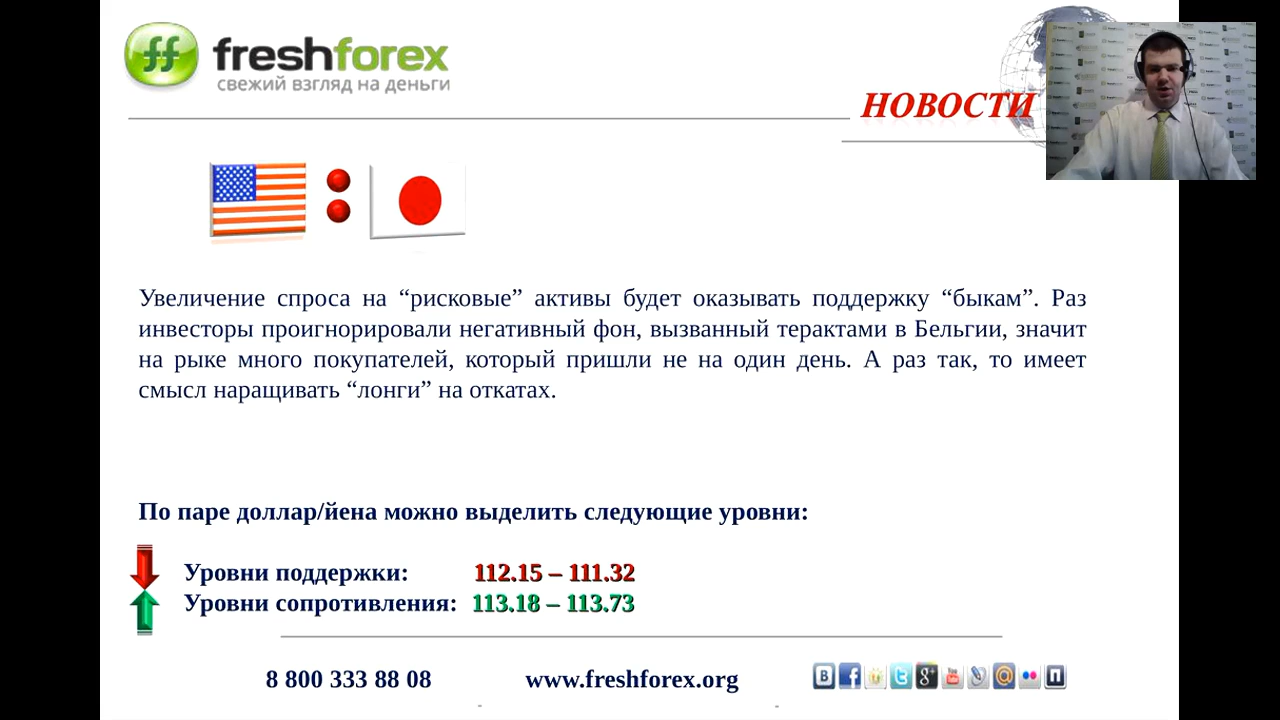 ff freshforex
свежий взгляд на деньги
НОВОСТИ
Увеличение спроса на “рисковые” активы будет оказывать поддержку “быкам”. Раз
инвесторы проигнорировали негативный фон, вызванный терактами в Бельгии, значит
на рыке много покупателей, который пришли не на один день. А раз так, то имеет
смысл наращивать “лонги” на откатах.
По паре доллар/йена можно выделить следующие уровни:
Уровни поддержки: 112.15 – 111.32
Уровни сопротивления: 113.18 – 113.73
8 800 333 88 08 www.freshforex.org